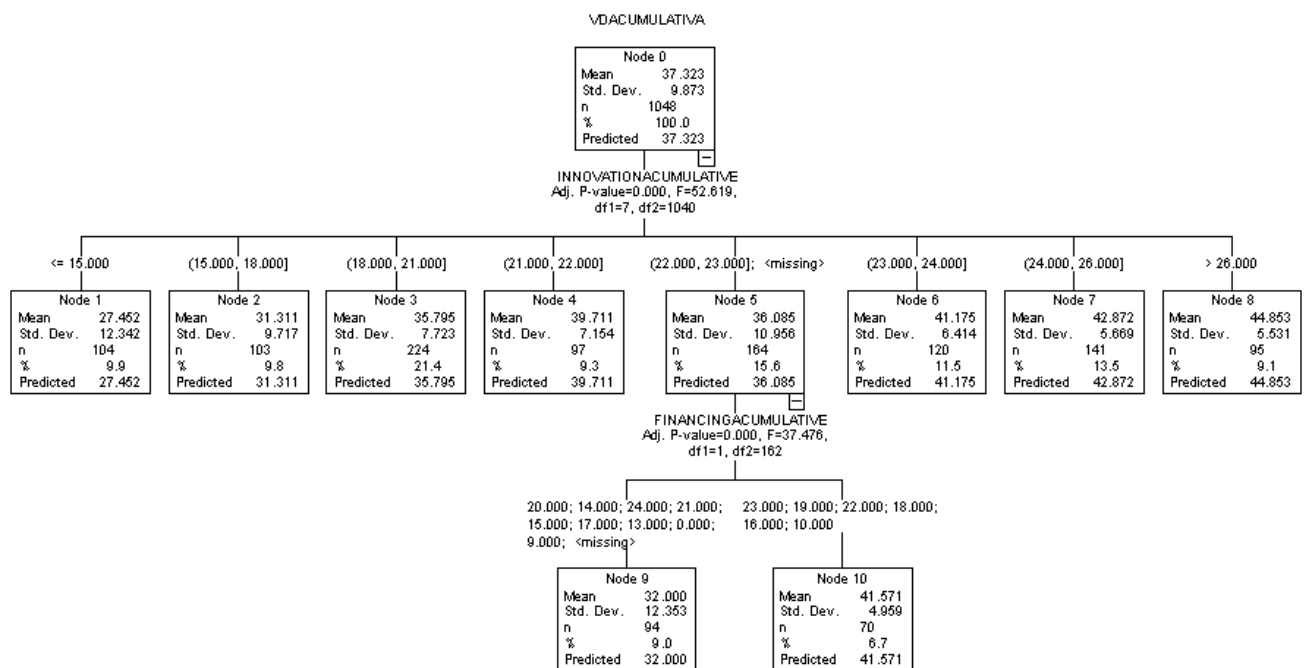 VDACUMULATIVA
Node 0
Mean 37.323
Std. Dev. 9.873
n 1048
% 100.0
Predicted 37.323
INNOVATIONACUMULATIVE
Adj. P-value=0.000, F=52.619,
df1=7, df2=1040
<= 15.000
(15.000, 18.000]
(18.000, 21.000]
(21.000, 22.000]
(22.000, 23.000]; <missing>
(23.000, 24.000]
(24.000, 26.000]
> 26.000
Node 1
Mean 27.452
Std. Dev. 12.342
n 104
% 9.9
Predicted 27.452
Node 2
Mean 31.311
Std. Dev. 9.717
n 103
% 9.8
Predicted 31.311
Node 3
Mean 35.795
Std. Dev. 7.723
n 224
% 21.4
Predicted 35.795
Node 4
Mean 39.711
Std. Dev. 7.154
n 97
% 9.3
Predicted 39.711
Node 5
Mean 36.085
Std. Dev. 10.956
n 164
% 15.6
Predicted 36.085
Node 6
Mean 41.175
Std. Dev. 6.414
n 120
% 11.5
Predicted 41.175
Node 7
Mean 42.872
Std. Dev. 5.669
n 141
% 13.5
Predicted 42.872
Node 8
Mean 44.853
Std. Dev. 5.531
n 95
% 9.1
Predicted 44.853
FINANCINGACUMULATIVE
Adj. P-value=0.000, F=37.476,
df1=1, df2=162
20.000; 14.000; 24.000; 21.000;
15.000; 17.000; 13.000; 0.000;
9.000; <missing>
23.000; 19.000; 22.000; 18.000;
16.000; 10.000
Node 9
Mean 32.000
Std. Dev. 12.353
n 94
% 9.0
Predicted 32.000
Node 10
Mean 41.571
Std. Dev. 4.959
n 70
% 6.7
Predicted 41.571